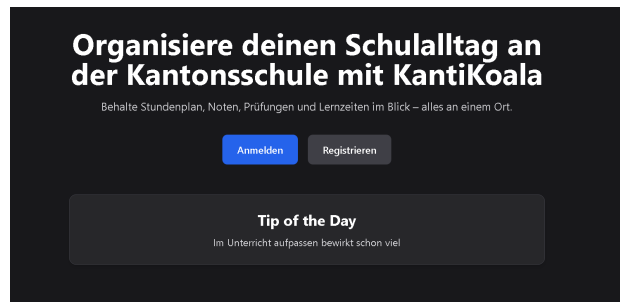 Organisiere deinen Schulalltag an
der Kantonsschule mit KantiKoala
Behalte Stundenplan, Noten, Prüfungen und Lernzeiten im Blick – alles an einem Ort.
Anmelden
Registrieren
Tip of the Day
Im Unterricht aufpassen bewirkt schon viel